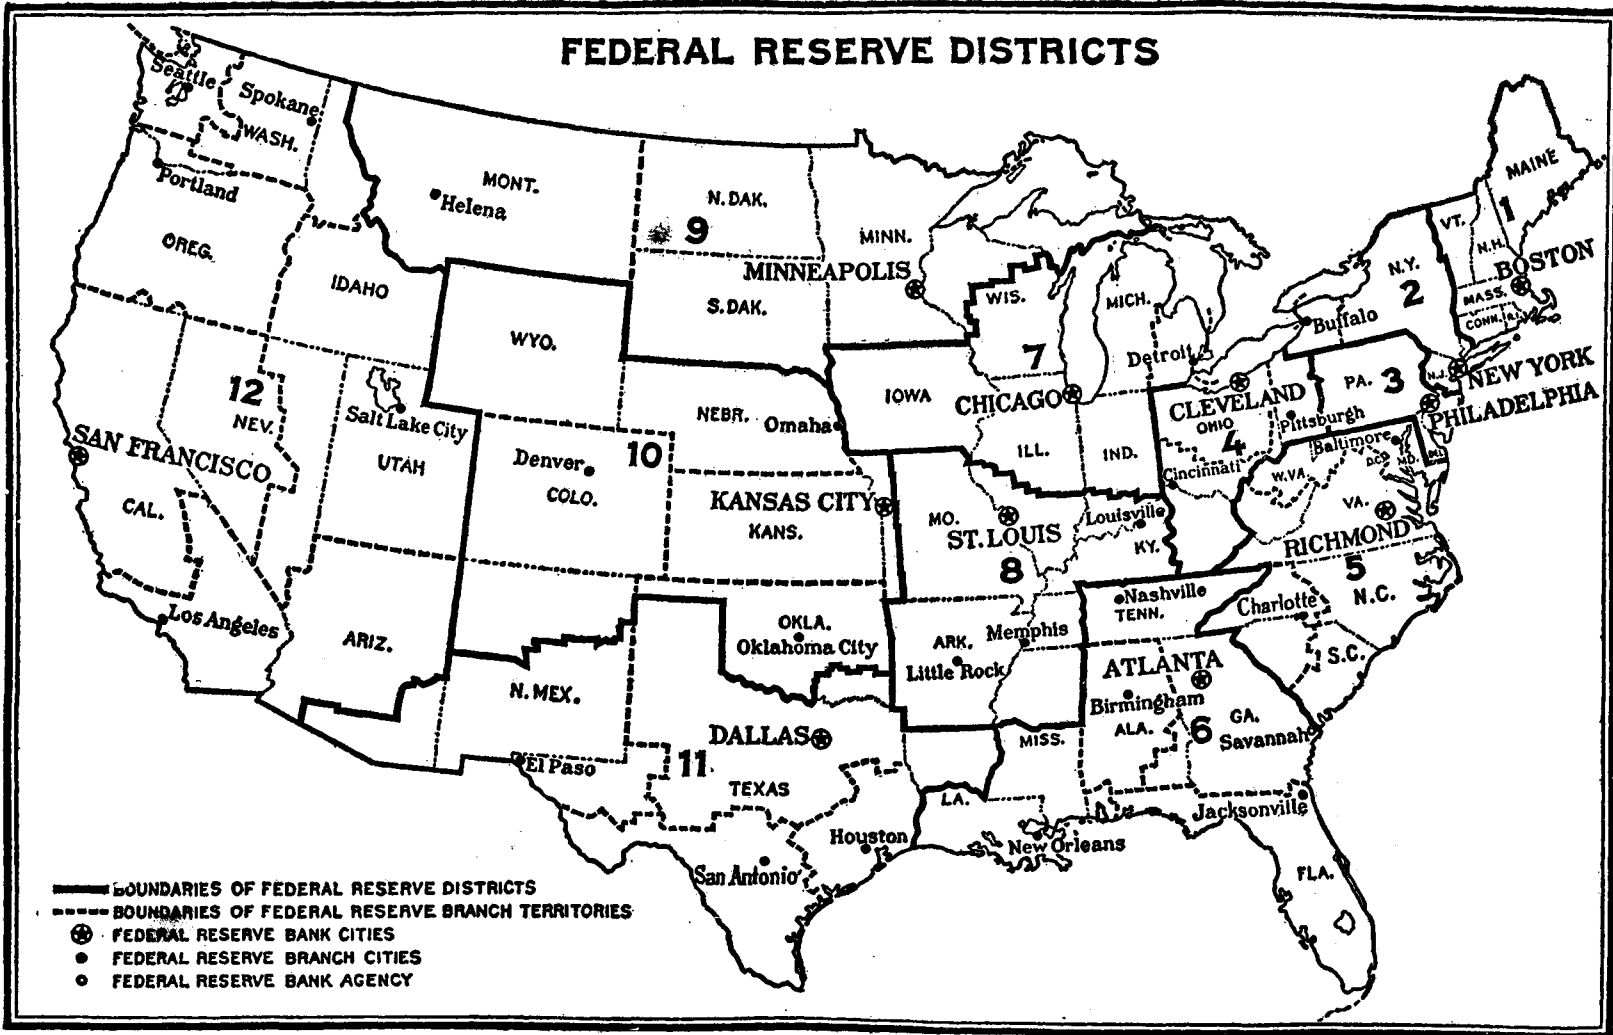 FEDERAL RESERVE DISTRICTS
Seattle
Spokane
WASH.
Portland
OREG.
IDAHO
MONT.
Helena
N. DAK.
9
MINN.
MINNEAPOLIS
S. DAK.
WYO.
WIS.
MICH.
7
Detroit
IOWA
CHICAGO
ILL.
IND.
MAINE
1
VT.
N.H.
BOSTON
MASS.
CONN.
R.I.
N.Y.
2
Buffalo
NEW YORK
N.J.
PA.
3
PHILADELPHIA
CLEVELAND
OHIO
4
Pittsburgh
Cincinnati
Baltimore
D.C.
MD.
DEL.
W.VA.
VA.
RICHMOND
5
N.C.
Charlotte
S.C.
12
NEV.
Salt Lake City
UTAH
SAN FRANCISCO
CAL.
Los Angeles
ARIZ.
NEBR.
Omaha
Denver
10
COLO.
KANSAS CITY
KANS.
MO.
ST. LOUIS
8
Louisville
KY.
Nashville
TENN.
Memphis
ARK.
Little Rock
OKLA.
Oklahoma City
N. MEX.
El Paso
DALLAS
11
TEXAS
Houston
San Antonio
LA.
New Orleans
MISS.
ATLANTA
Birmingham
ALA.
6
GA.
Savannah
Jacksonville
FLA.
BOUNDARIES OF FEDERAL RESERVE DISTRICTS
BOUNDARIES OF FEDERAL RESERVE BRANCH TERRITORIES
FEDERAL RESERVE BANK CITIES
FEDERAL RESERVE BRANCH CITIES
FEDERAL RESERVE BANK AGENCY